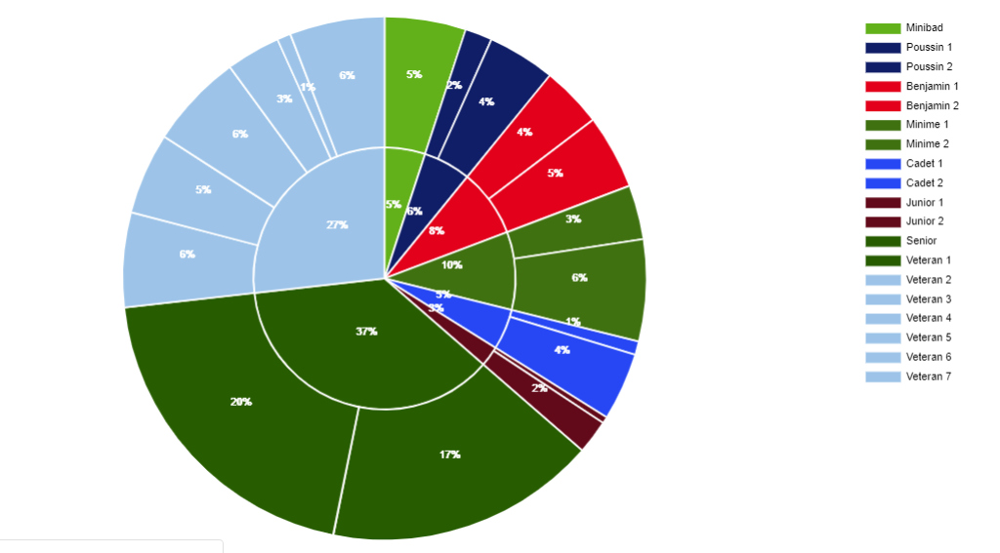 6%
5%
2%
4%
4%
5%
3%
6%
1%
4%
2%
17%
20%
6%
5%
6%
3%
1%
5%
6%
8%
10%
5%
3%
37%
27%
Minibad
Poussin 1
Poussin 2
Benjamin 1
Benjamin 2
Minime 1
Minime 2
Cadet 1
Cadet 2
Junior 1
Junior 2
Senior
Veteran 1
Veteran 2
Veteran 3
Veteran 4
Veteran 5
Veteran 6
Veteran 7